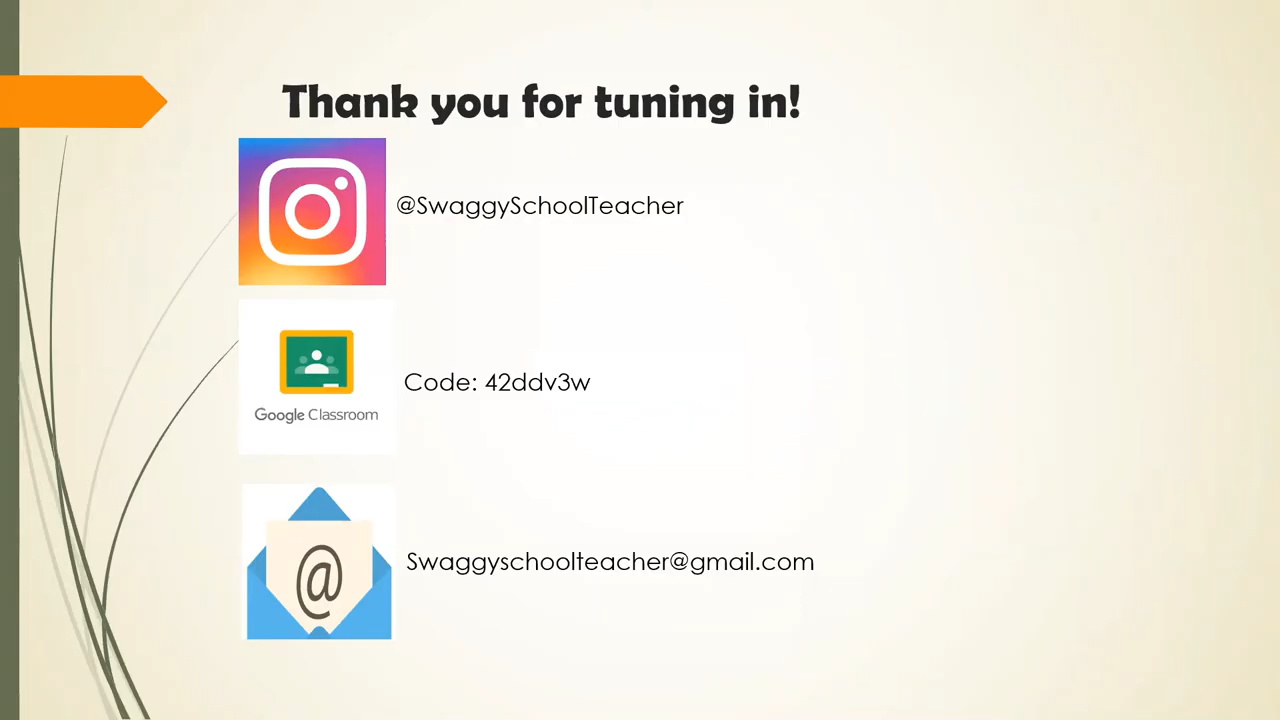 Thank you for tuning in!
@SwaggySchoolTeacher
Google Classroom
Code: 42ddv3w
@
Swaggyschoolteacher@gmail.com